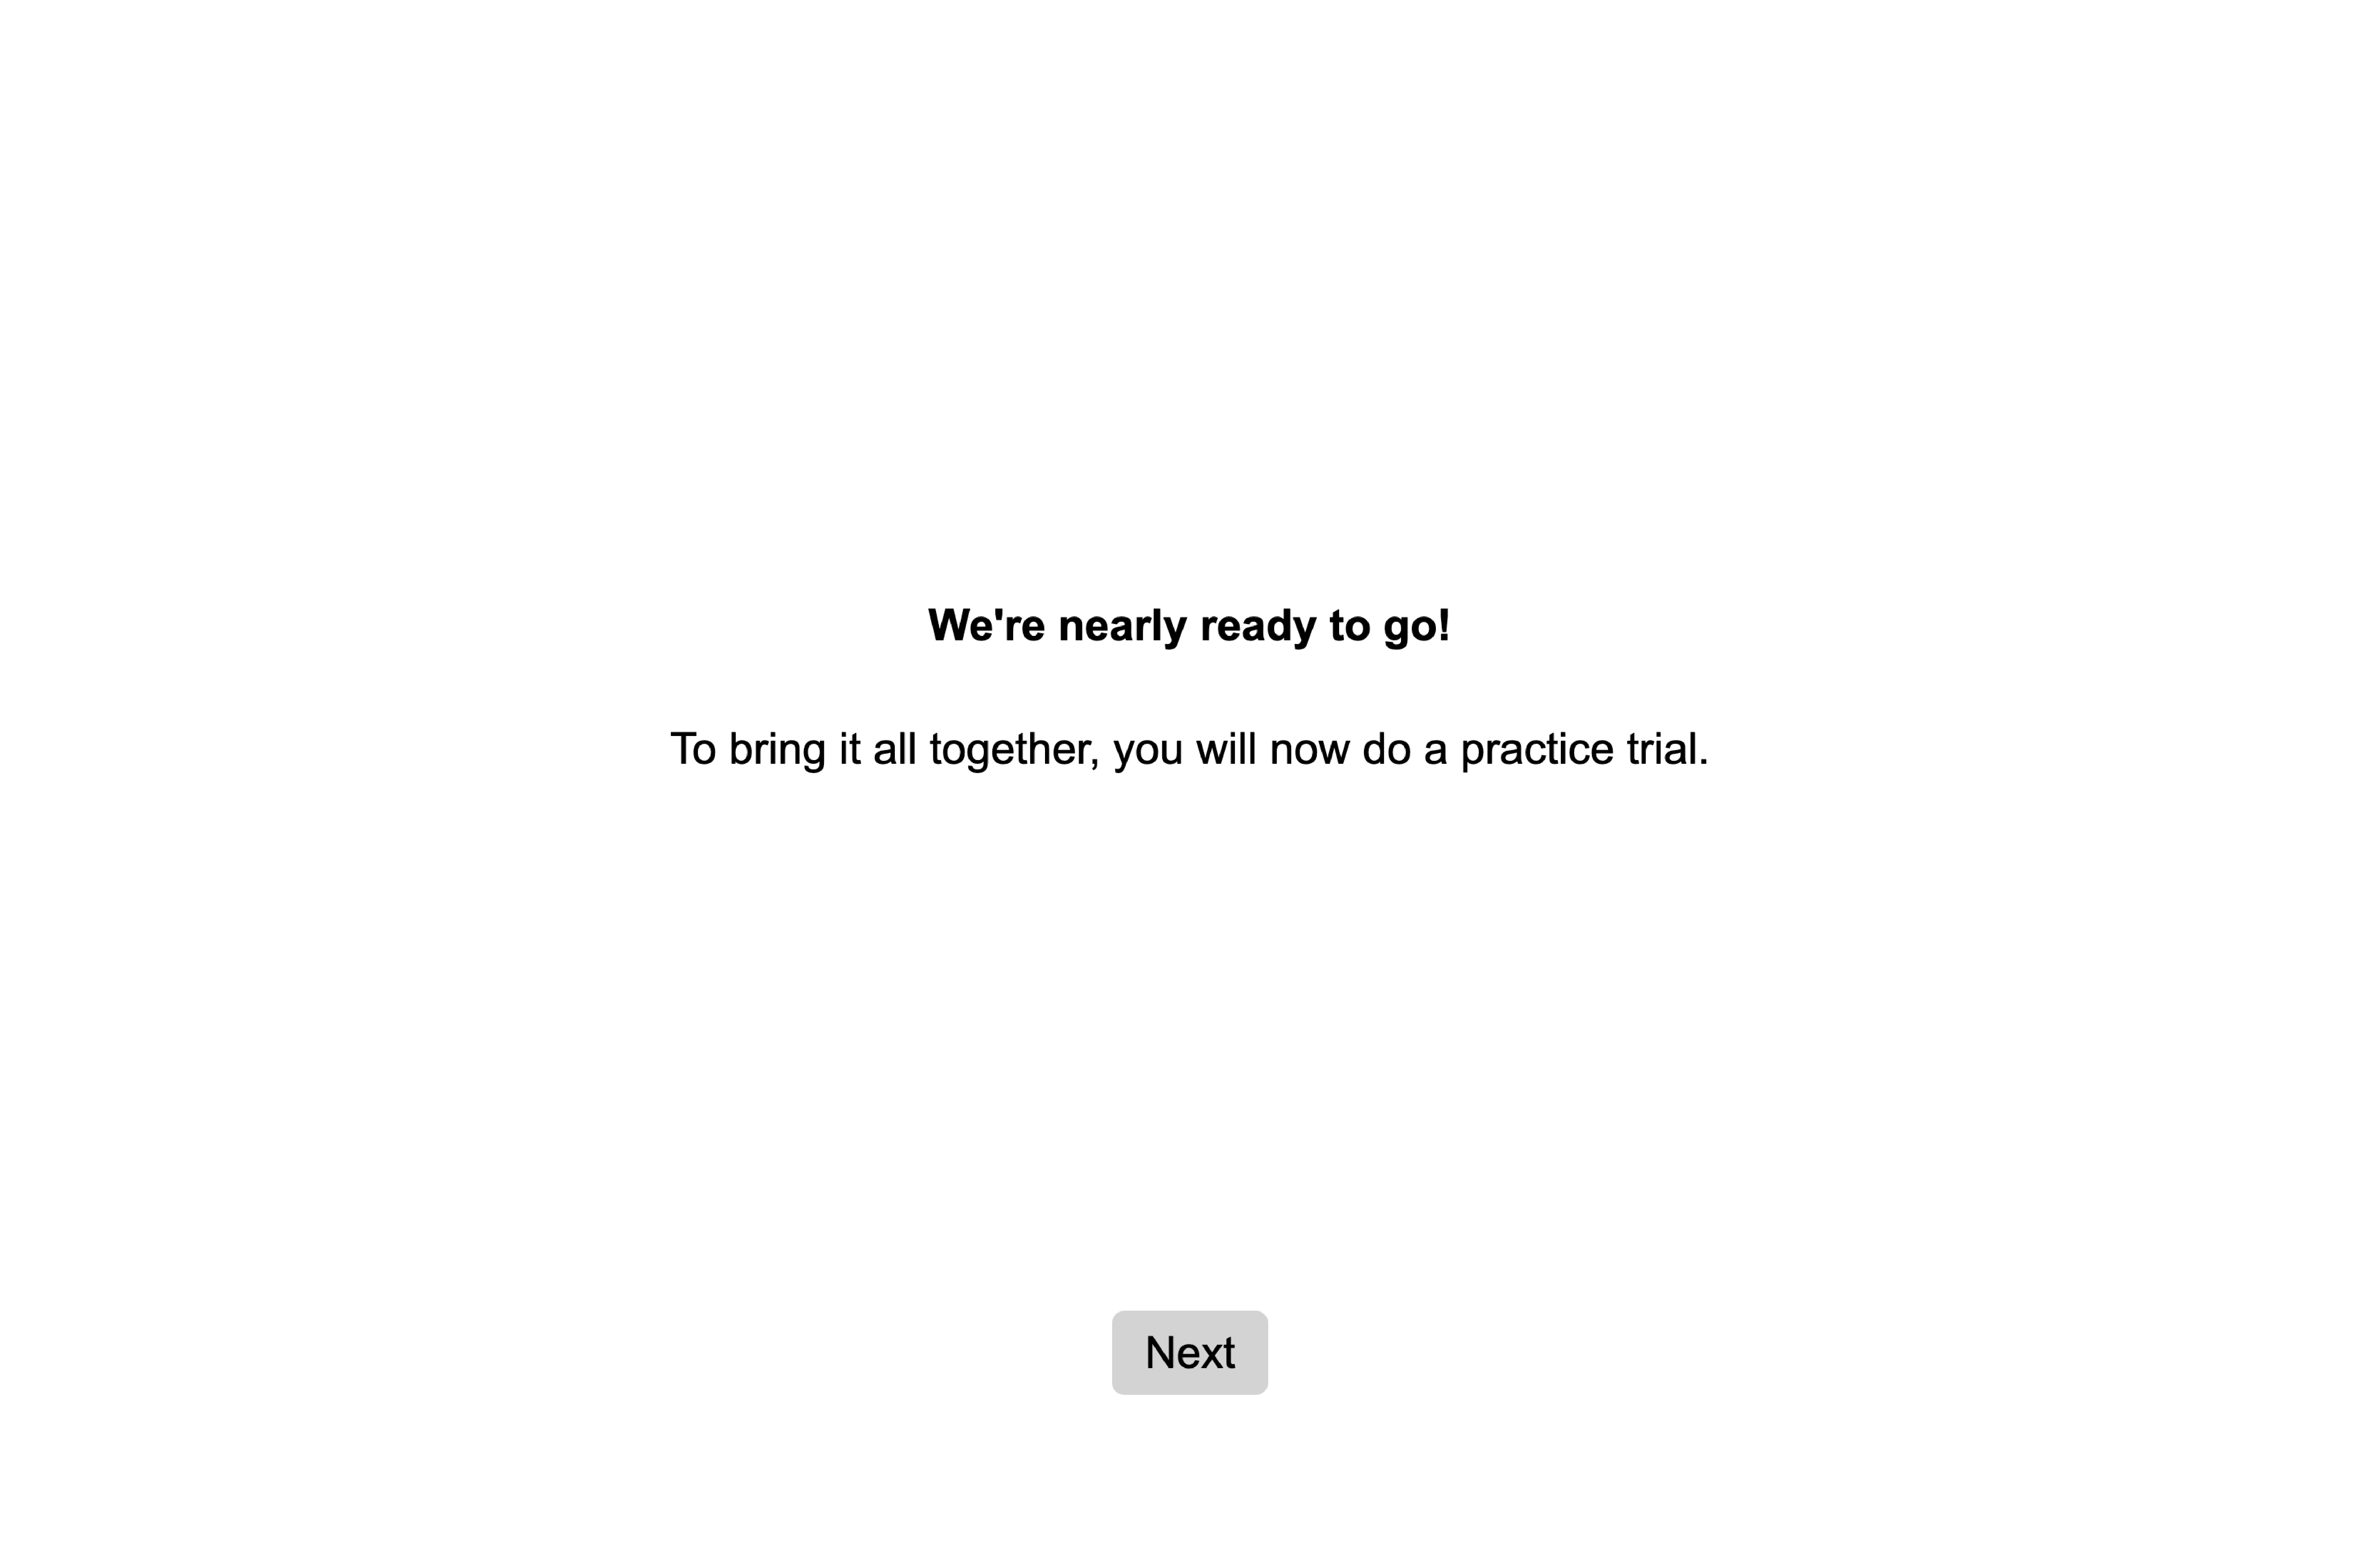 We're nearly ready to go!
To bring it all together, you will now do a practice trial.
Next